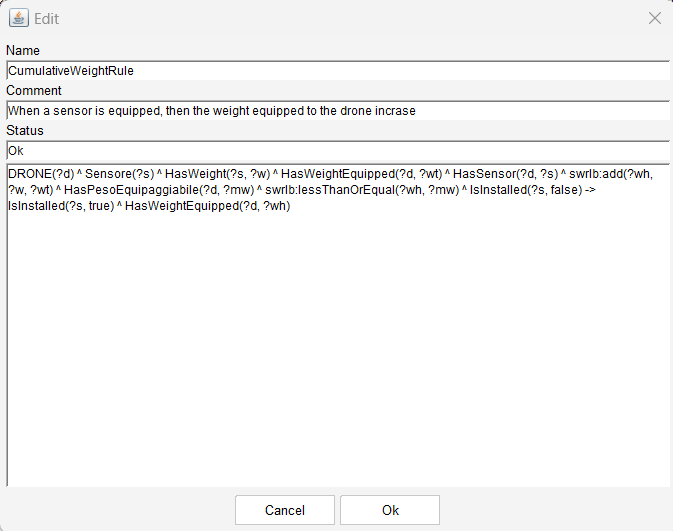 Edit
Name
CumulativeWeightRule
Comment
When a sensor is equipped, then the weight equipped to the drone incrase
Status
Ok
DRONE(?d) ^ Sensore(?s) ^ HasWeight(?s, ?w) ^ HasWeightEquipped(?d, ?wt) ^ HasSensor(?d, ?s) ^ swrlb:add(?wh,
?w, ?wt) ^ HasPesoEquipaggiabile(?d, ?mw) ^ swrlb:lessThanOrEqual(?wh, ?mw) ^ IsInstalled(?s, false) ->
IsInstalled(?s, true) ^ HasWeightEquipped(?d, ?wh)
Cancel
Ok